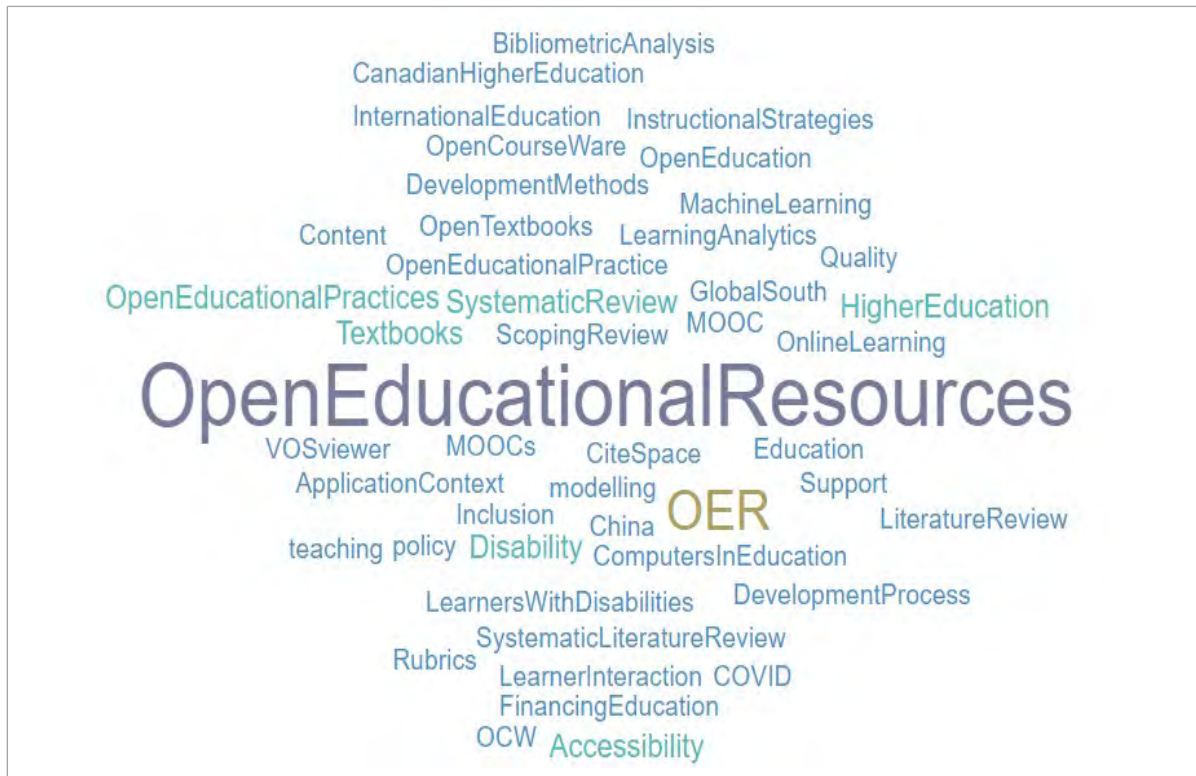 BibliometricAnalysis
CanadianHigherEducation
InternationalEducation InstructionalStrategies
OpenCourseWare OpenEducation
DevelopmentMethods
MachineLearning
Content OpenTextbooks LearningAnalytics
OpenEducationalPractice Quality
OpenEducationalPractices SystematicReview GlobalSouth HigherEducation
Textbooks ScopingReview MOOC OnlineLearning
OpenEducationalResources
VOSviewer MOOCs CiteSpace Education
ApplicationContext modelling OER Support
Inclusion China LiteratureReview
teaching policy Disability ComputersInEducation
LearnersWithDisabilities DevelopmentProcess
SystematicLiteratureReview
Rubrics LearnerInteraction COVID
FinancingEducation
OCW Accessibility